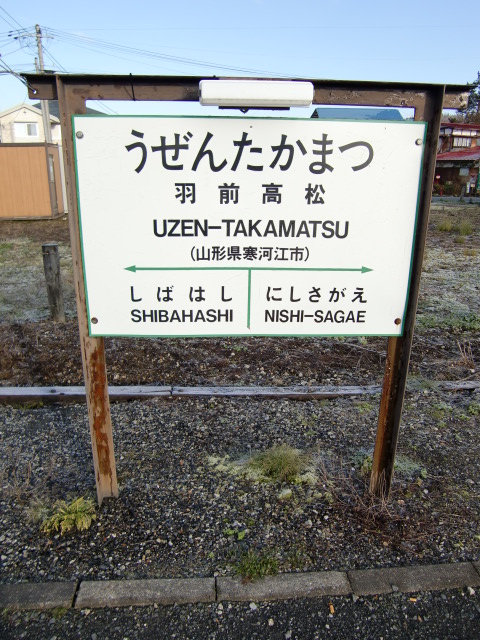 うぜんたかまつ
羽前高松
UZEN-TAKAMATSU
(山形県寒河江市)
しばはし にしさがえ
SHIBAHASHI NISHI-SAGAE